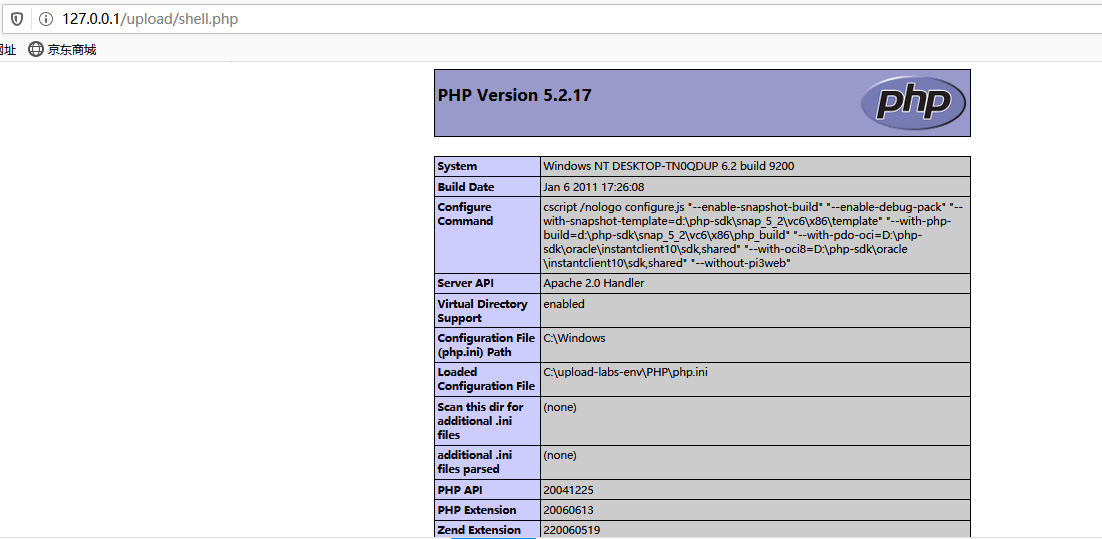 127.0.0.1/upload/shell.php
址 京东商城
PHP Version 5.2.17
php
System Windows NT DESKTOP-TN0QDUP 6.2 build 9200
Build Date Jan 6 2011 17:26:08
Configure Command cscript /nologo configure.js "--enable-snapshot-build" "--enable-debug-pack" "--
with-snapshot-template=d:\php-sdk\snap_5_2\vc6\x86\template" "--with-php-
build=d:\php-sdk\snap_5_2\vc6\x86\php_build" "--with-pdo-oci=D:\php-
sdk\oracle\instantclient10\sdk,shared" "--with-oci8=D:\php-sdk\oracle
\instantclient10\sdk,shared" "--without-pi3web"
Server API Apache 2.0 Handler
Virtual Directory
Support enabled
Configuration File
(php.ini) Path C:\Windows
Loaded
Configuration File C:\upload-labs-env\PHP\php.ini
Scan this dir for
additional .ini
files (none)
additional .ini
files parsed (none)
PHP API 20041225
PHP Extension 20060613
Zend Extension 220060519